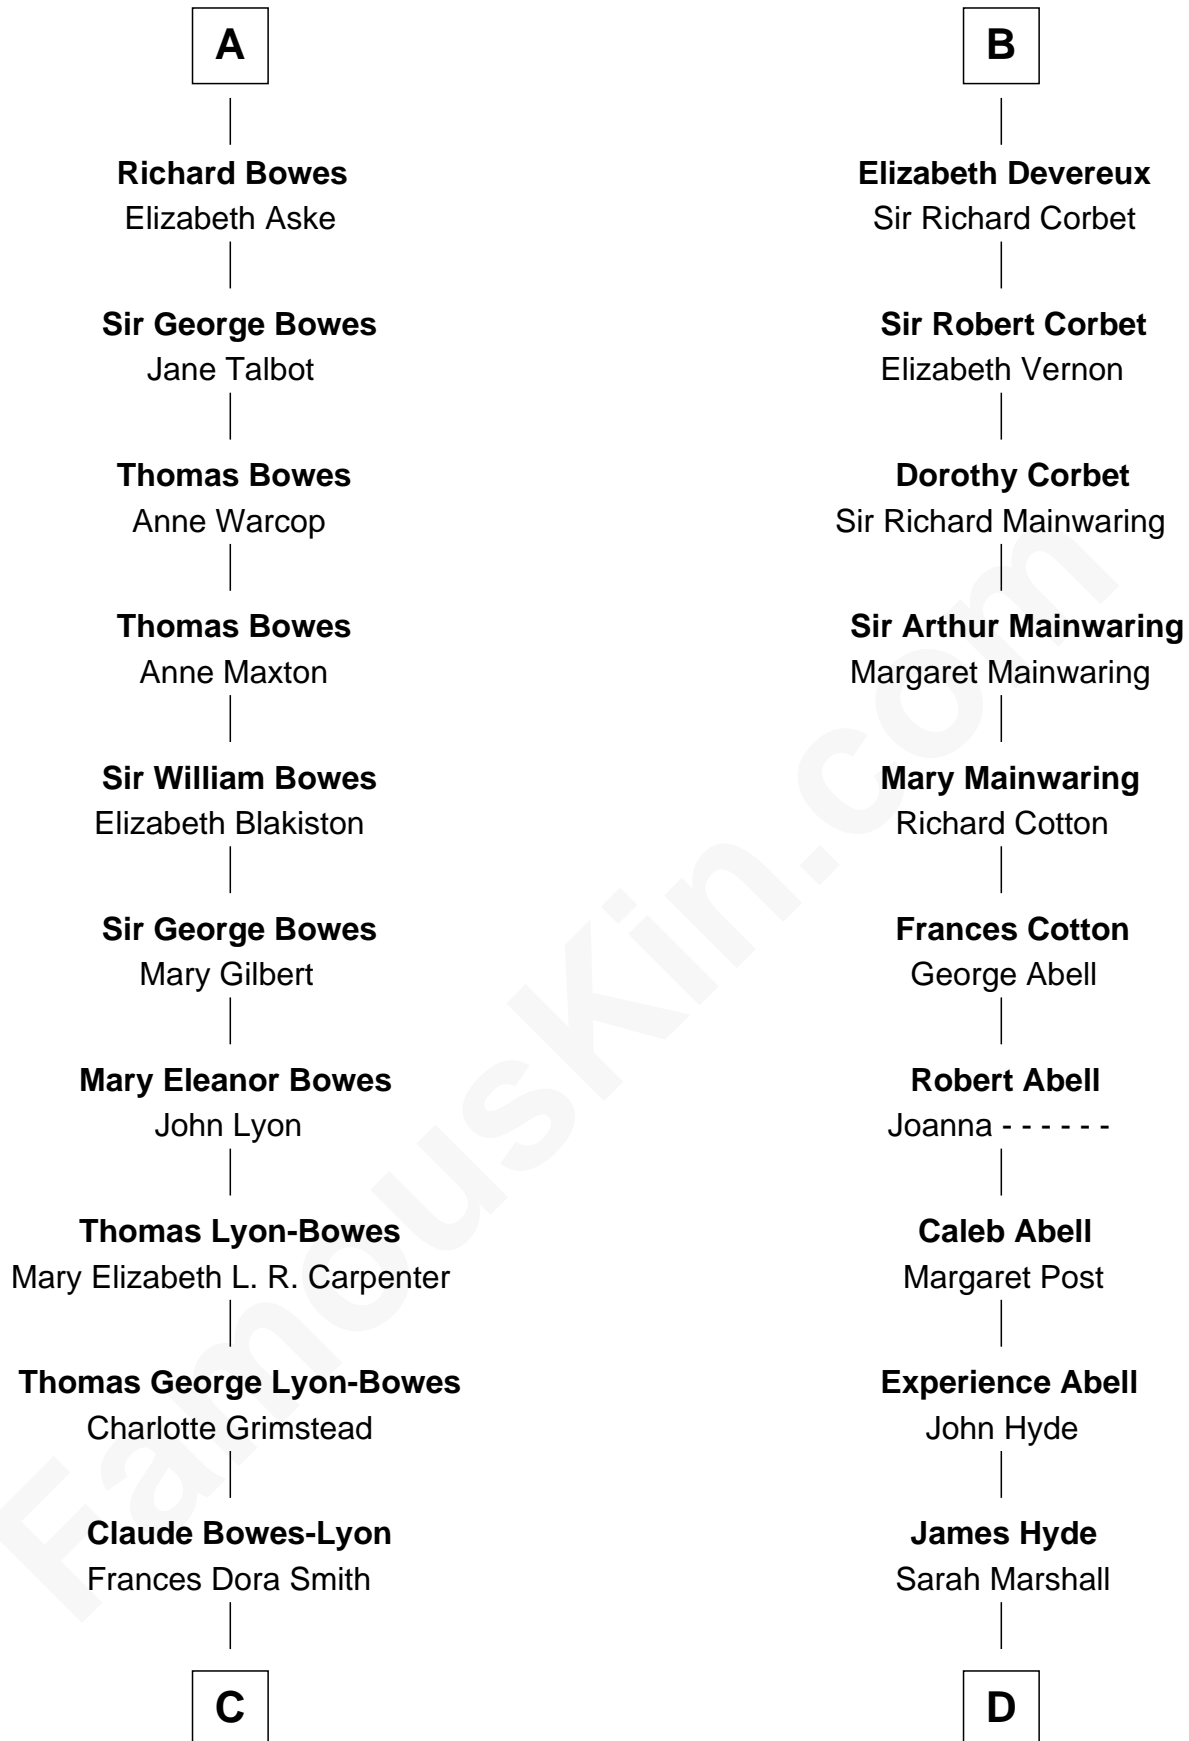 A
Richard Bowes
Elizabeth Aske
Sir George Bowes
Jane Talbot
Thomas Bowes
Anne Warcop
Thomas Bowes
Anne Maxton
Sir William Bowes
Elizabeth Blakiston
Sir George Bowes
Mary Gilbert
Mary Eleanor Bowes
John Lyon
Thomas Lyon-Bowes
Mary Elizabeth L. R. Carpenter
Thomas George Lyon-Bowes
Charlotte Grimstead
Claude Bowes-Lyon
Frances Dora Smith
C
B
Elizabeth Devereux
Sir Richard Corbet
Sir Robert Corbet
Elizabeth Vernon
Dorothy Corbet
Sir Richard Mainwaring
Sir Arthur Mainwaring
Margaret Mainwaring
Mary Mainwaring
Richard Cotton
Frances Cotton
George Abell
Robert Abell
Joanna - - - - - -
Caleb Abell
Margaret Post
Experience Abell
John Hyde
James Hyde
Sarah Marshall
D
FamousKin.com